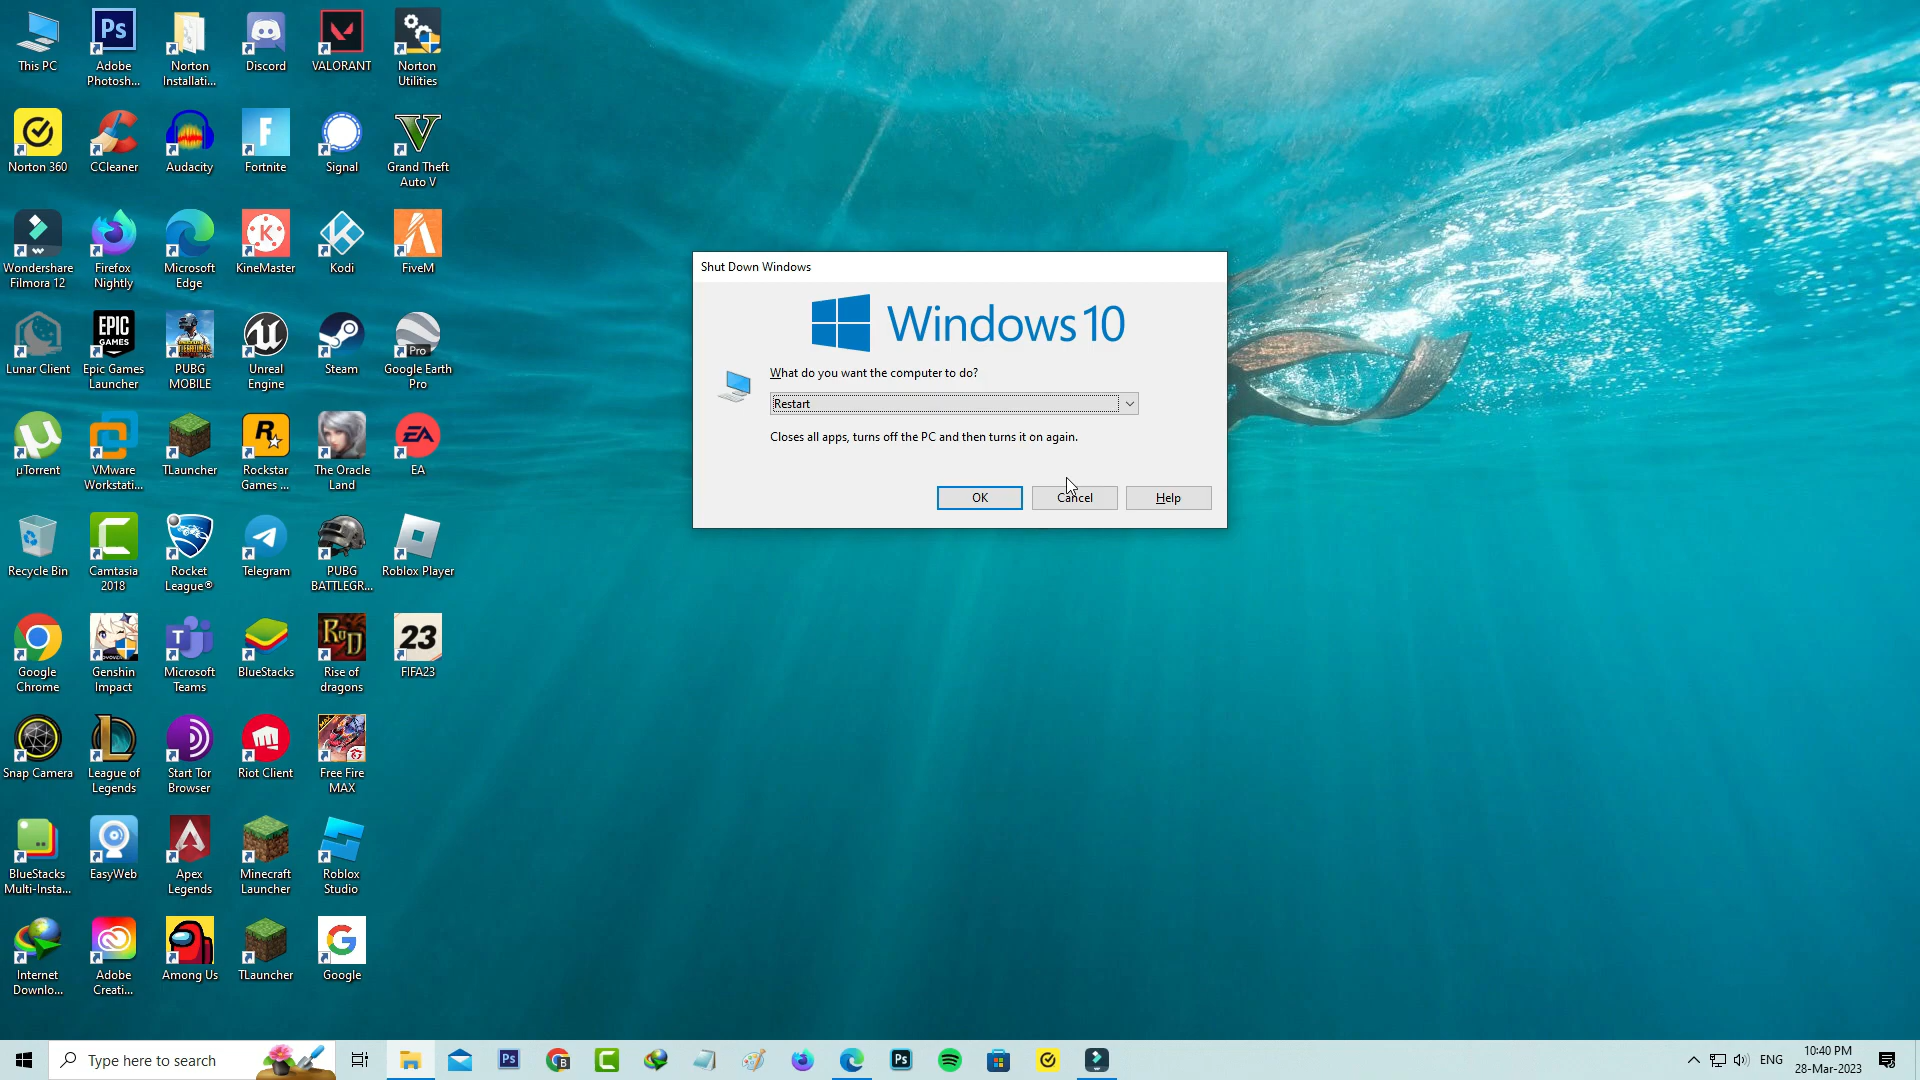 This PC
Adobe
Photosh...
Norton
Installati...
Discord
VALORANT
Norton
Utilities
Norton 360
CCleaner
Audacity
Fortnite
Signal
Grand Theft
Auto V
Wondershare
Filmora 12
Firefox
Nightly
Microsoft
Edge
KineMaster
Kodi
FiveM
Lunar Client
Epic Games
Launcher
PUBG
MOBILE
Unreal
Engine
Steam
Google Earth
Pro
µTorrent
VMware
Workstati...
TLauncher
Rockstar
Games ...
The Oracle
Land
EA
Recycle Bin
Camtasia
2018
Rocket
League®
Telegram
PUBG
BATTLEGR...
Roblox Player
Google
Chrome
Genshin
Impact
Microsoft
Teams
BlueStacks
Rise of
dragons
FIFA23
Snap Camera
League of
Legends
Start Tor
Browser
Riot Client
Free Fire
MAX
BlueStacks
Multi-Insta...
EasyWeb
Apex
Legends
Minecraft
Launcher
Roblox
Studio
Internet
Downlo...
Adobe
Creati...
Among Us
TLauncher
Google
Shut Down Windows
Windows 10
What do you want the computer to do?
Restart
Closes all apps, turns off the PC and then turns it on again.
OK
Cancel
Help
Type here to search
ENG
10:40 PM
28-Mar-2023